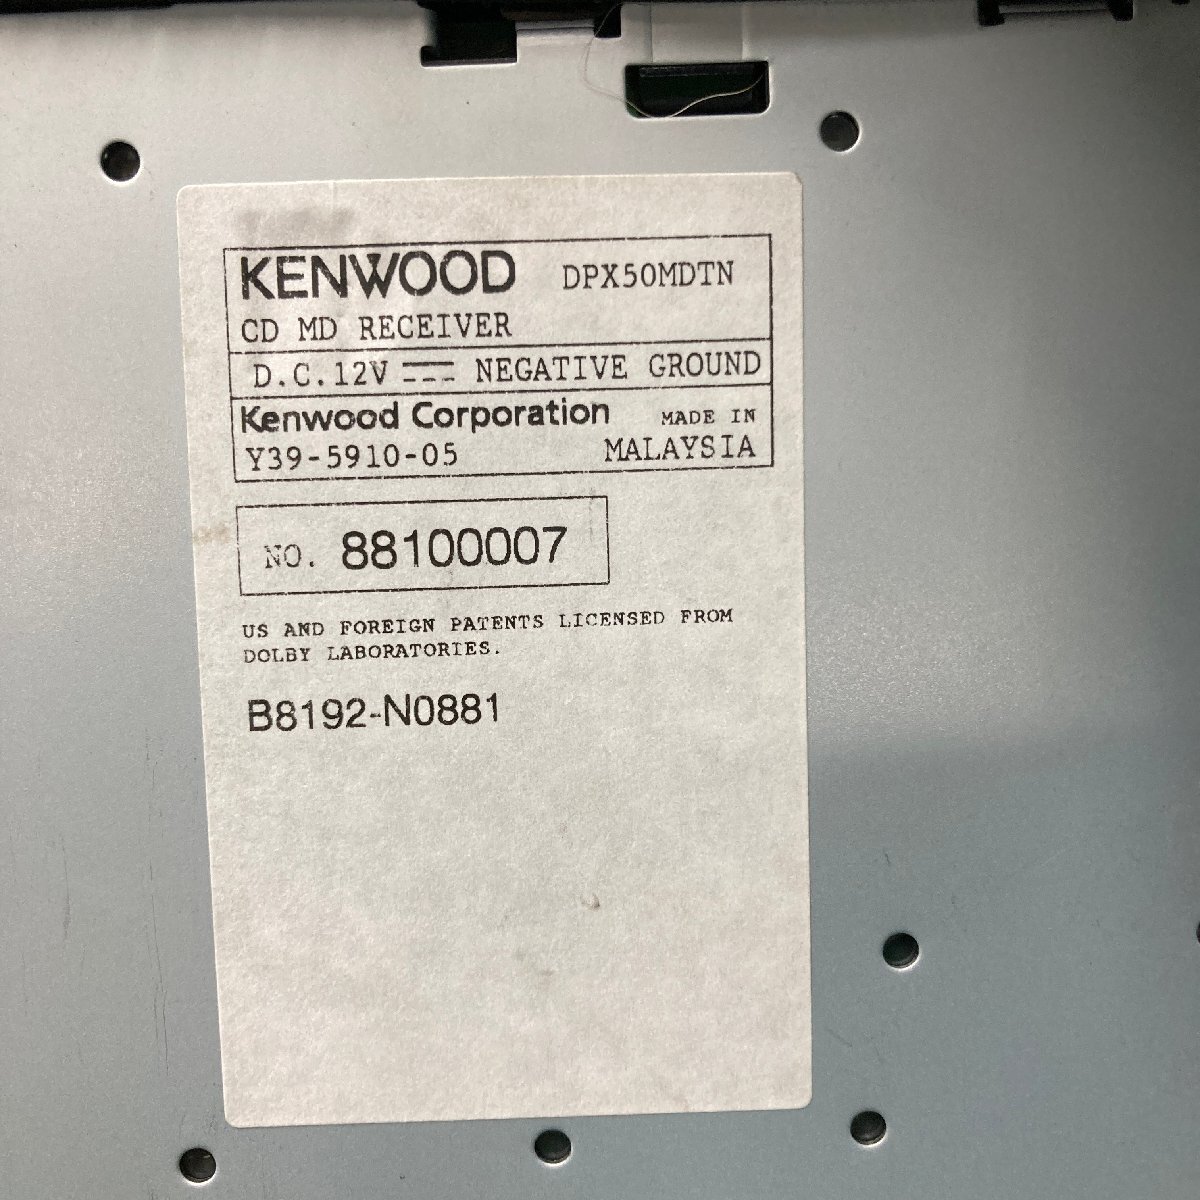 KENWOOD DPX50MDTN
CD MD RECEIVER
D.C.12V NEGATIVE GROUND
Kenwood Corporation MADE IN
Y39-5910-05 MALAYSIA
NO. 88100007
US AND FOREIGN PATENTS LICENSED FROM
DOLBY LABORATORIES.
B8192-N0881